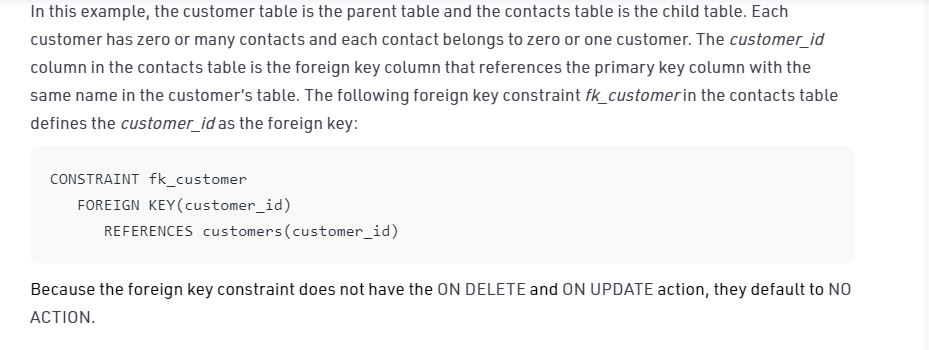 In this example, the customer table is the parent table and the contacts table is the child table. Each
customer has zero or many contacts and each contact belongs to zero or one customer. The customer_id
column in the contacts table is the foreign key column that references the primary key column with the
same name in the customer's table. The following foreign key constraint fk_customer in the contacts table
defines the customer_id as the foreign key:
CONSTRAINT fk_customer
FOREIGN KEY(customer_id)
REFERENCES customers(customer_id)
Because the foreign key constraint does not have the ON DELETE and ON UPDATE action, they default to NO
ACTION.